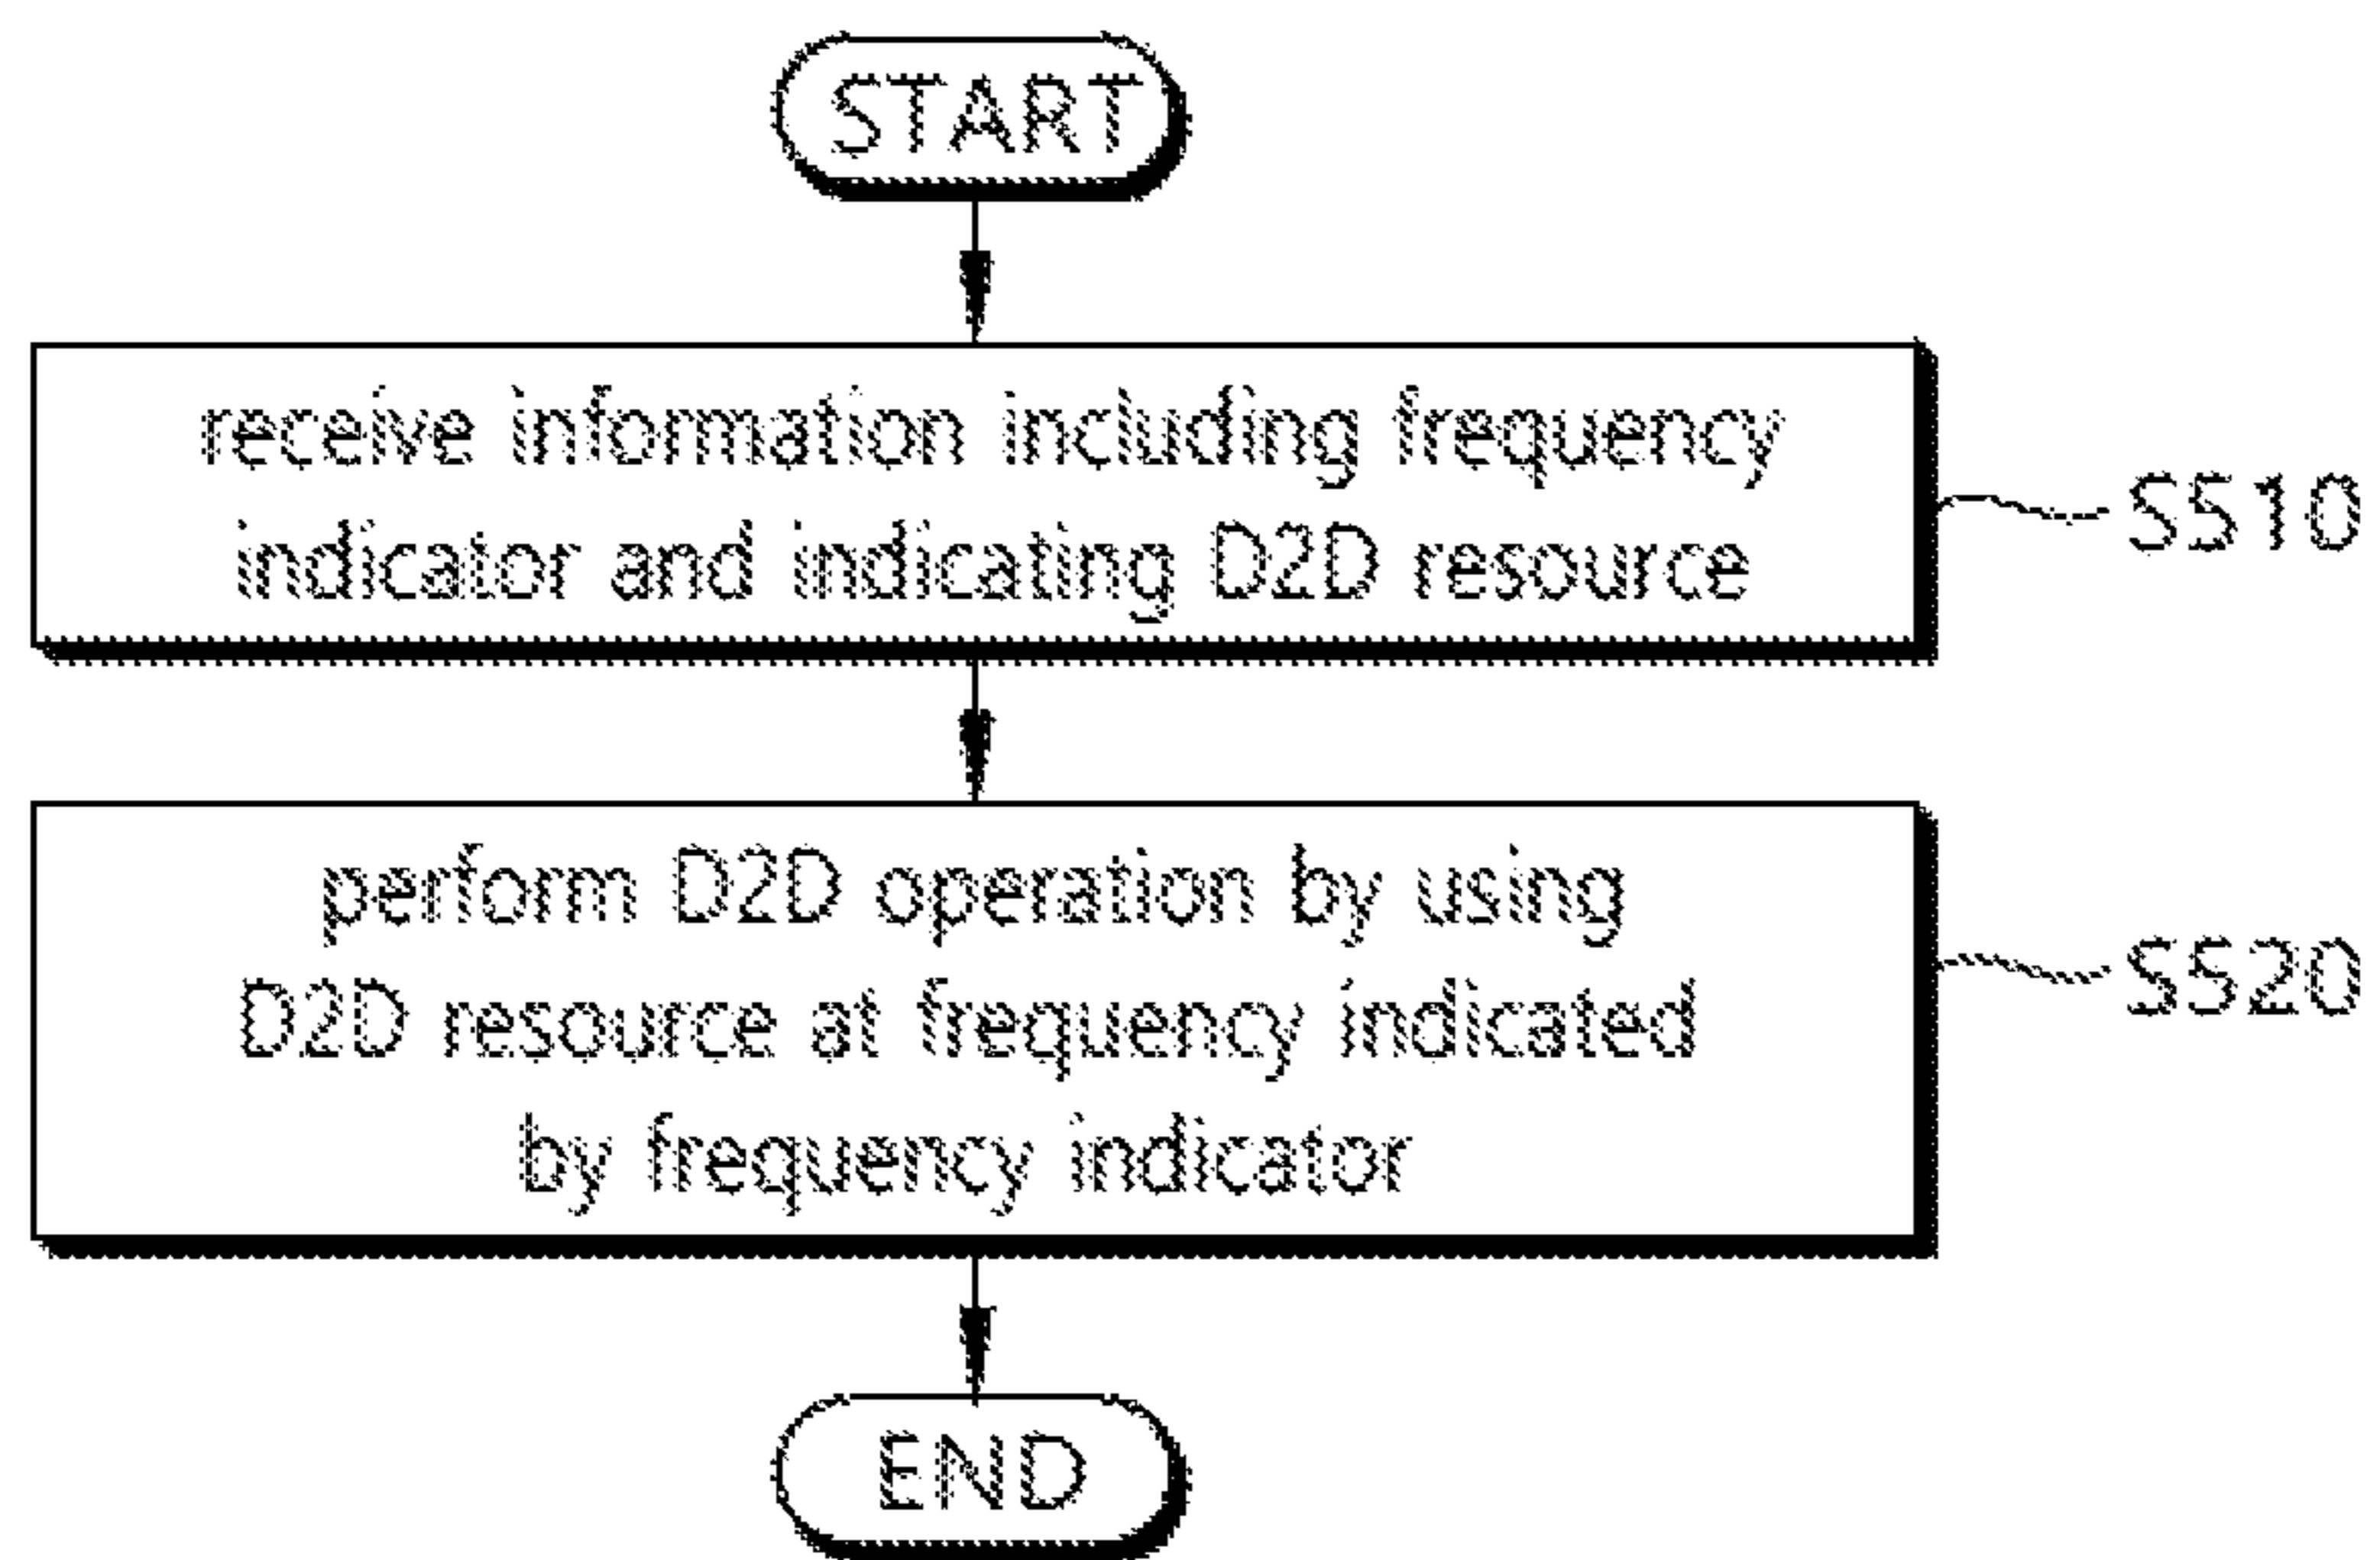 START
receive information including frequency
indicator and indicating D2D resource
S510
perform D2D operation by using
D2D resource at frequency indicated
by frequency indicator
S520
END